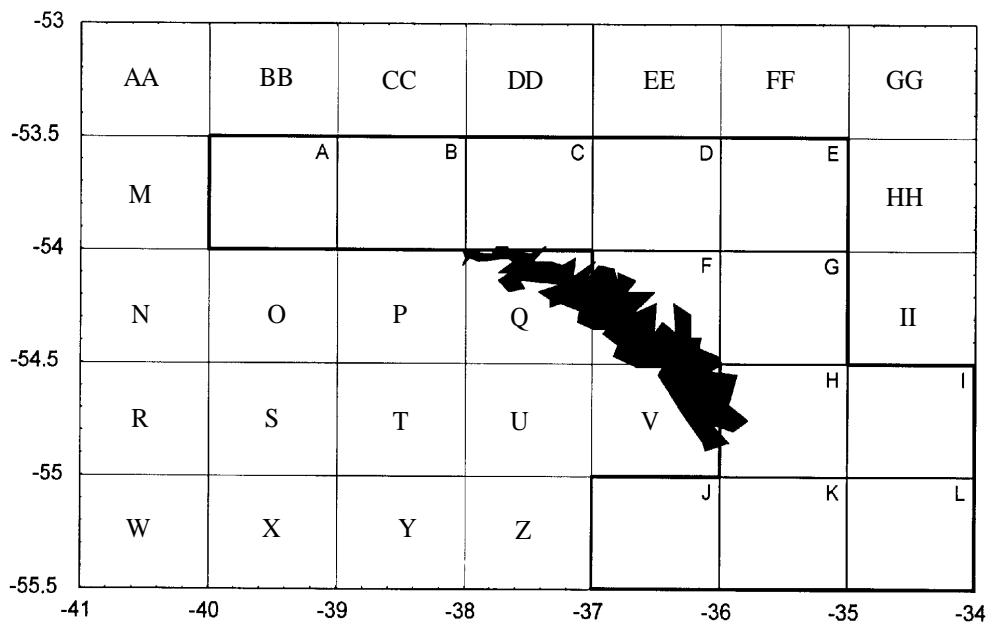 -53
AA BB CC DD EE FF GG
-53.5
A B C D E
M HH
-54
F G
N O P Q II
-54.5
H I
R S T U V
-55
J K L
W X Y Z
-55.5
-41 -40 -39 -38 -37 -36 -35 -34